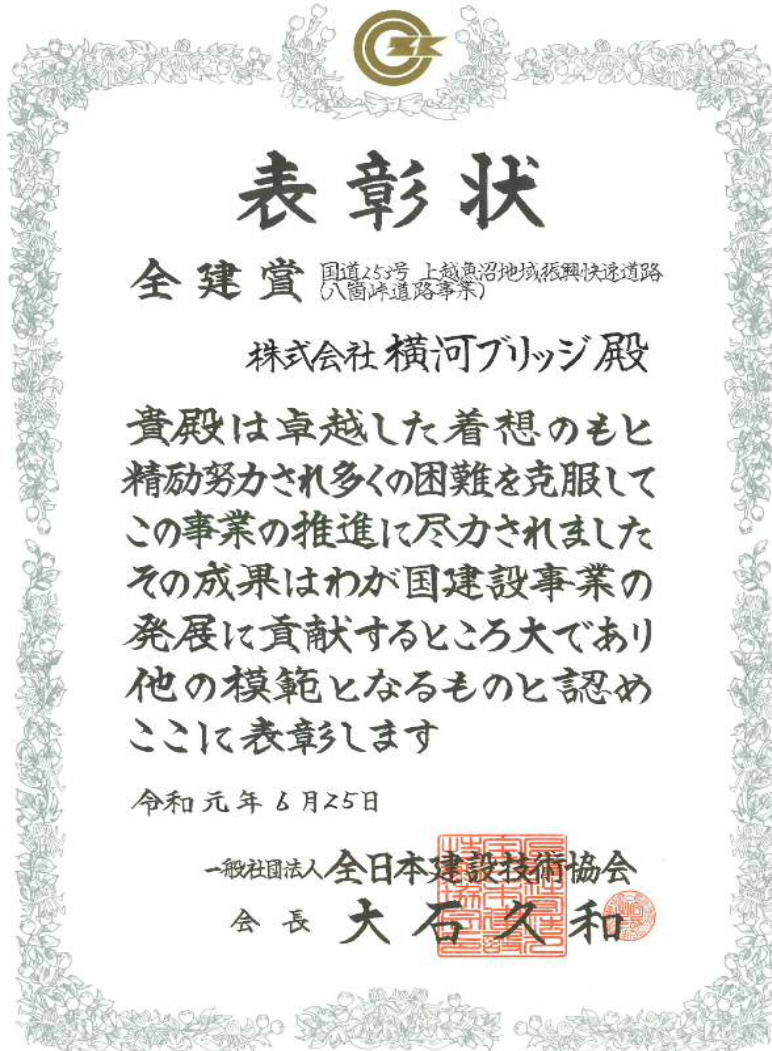 表彰状
全建賞 国道253号 上越魚沼地域振興快速道路
(八箇峠道路事業)
株式会社 横河ブリッジ 殿
貴殿は卓越した着想のもと
精励努力され多くの困難を克服して
この事業の推進に尽力されました
その成果はわが国建設事業の
発展に貢献するところ大であり
他の模範となるものと認め
ここに表彰します
令和元年6月25日
一般社団法人 全日本建設技術協会
会長 大石久和